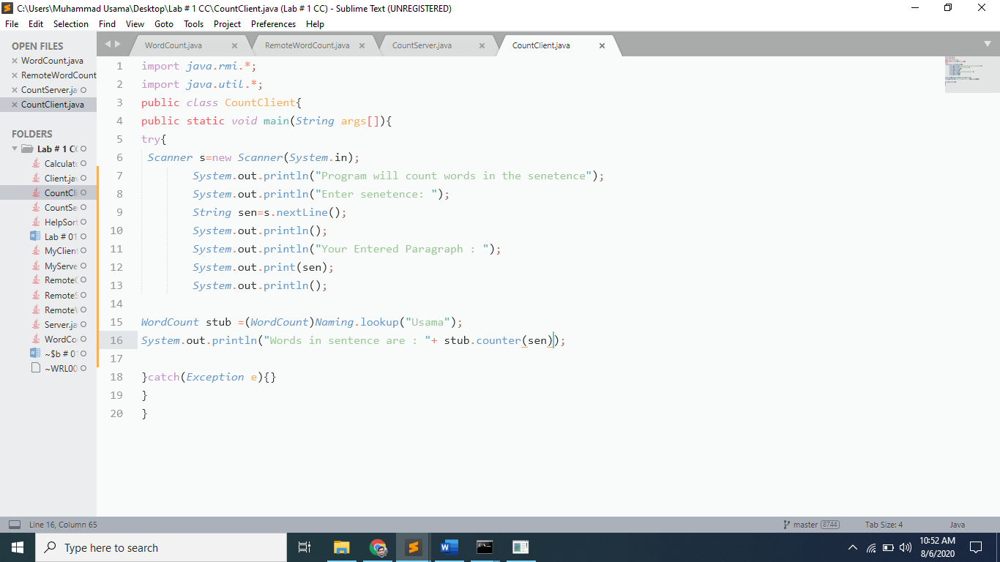 C:\Users\Muhammad Usama\Desktop\Lab # 1 CC\CountClient.java (Lab # 1 CC) - Sublime Text (UNREGISTERED)
File Edit Selection Find View Goto Tools Project Preferences Help
OPEN FILES
WordCount.java
RemoteWordCount
CountServer.ja
CountClient.java
FOLDERS
Lab # 1 C
Calculat
Client.jav
CountCli
CountSe
HelpSort
Lab # 01
MyClient
MyServe
Remote
RemoteS
RemoteV
Server.ja
WordCo
~$b # 0
~WRL00
WordCount.java RemoteWordCount.java CountServer.java CountClient.java
1 import java.rmi.*;
2 import java.util.*;
3 public class CountClient{
4 public static void main(String args[]){
5 try{
6 Scanner s=new Scanner(System.in);
7 System.out.println("Program will count words in the senetence");
8 System.out.println("Enter senetence: ");
9 String sen=s.nextLine();
10 System.out.println();
11 System.out.println("Your Entered Paragraph : ");
12 System.out.print(sen);
13 System.out.println();
14
15 WordCount stub =(WordCount)Naming.lookup("Usama");
16 System.out.println("Words in sentence are : "+ stub.counter(sen));
17
18 }catch(Exception e){}
19 }
20 }
Line 16, Column 65 master 8744 Tab Size: 4 Java
Type here to search
10:52 AM
8/6/2020